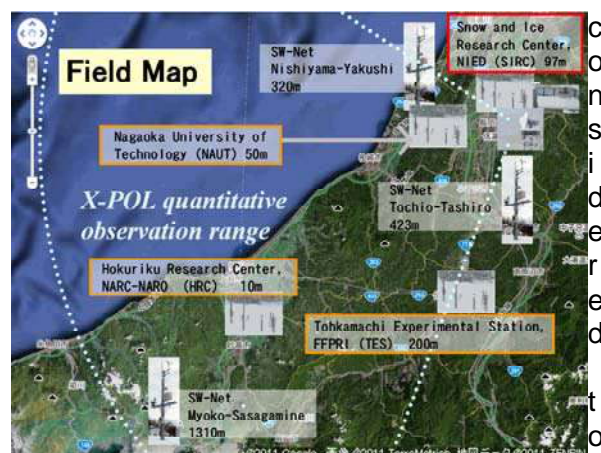 Field Map
SW-Net
Nishiyama-Yakushi
320m
Snow and Ice
Research Center,
NIED (SIRC) 97m
Nagaoka University of
Technology (NAUT) 50m
X-POL quantitative
observation range
SW-Net
Tochio-Tashiro
423m
Hokuriku Research Center,
NARC-NARO (HRC) 10m
Tohkamachi Experimental Station,
FFPRI (TES) 200m
SW-Net
Myoko-Sasagamine
1310m
c
o
n
s
i
d
e
r
e
d
t
o